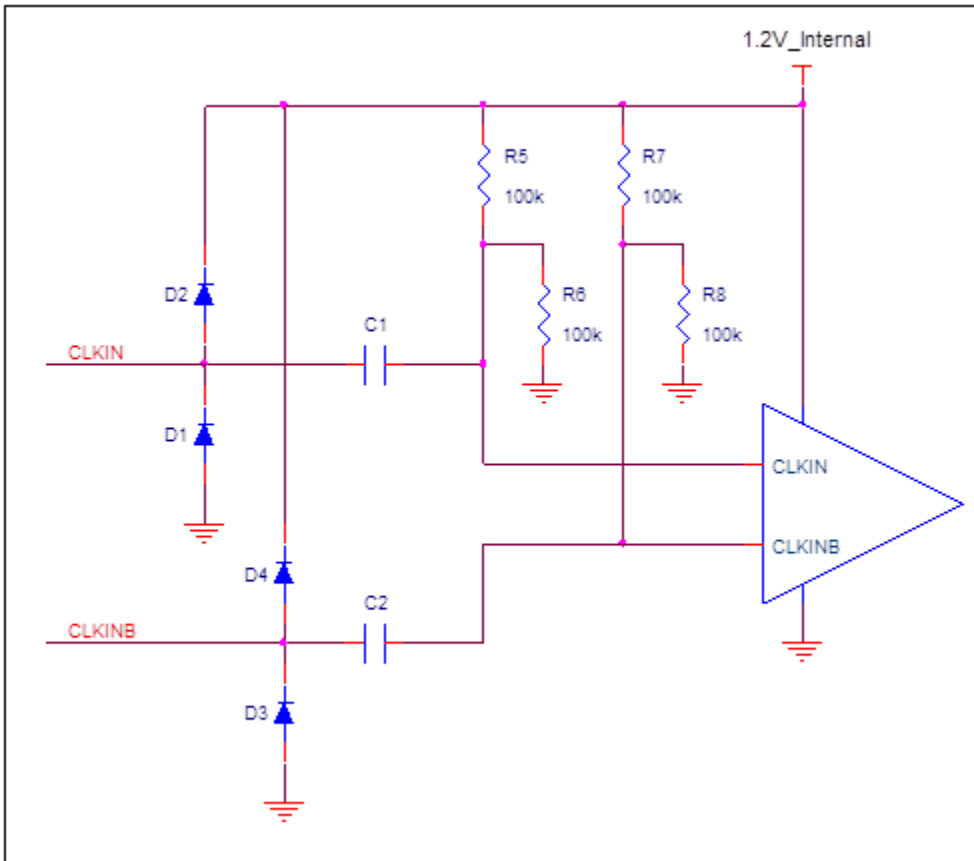 1.2V_Internal
R5
100k
R7
100k
D2
R6
100k
R8
100k
C1
CLKIN
D1
CLKIN
CLKINB
D4
C2
CLKINB
D3